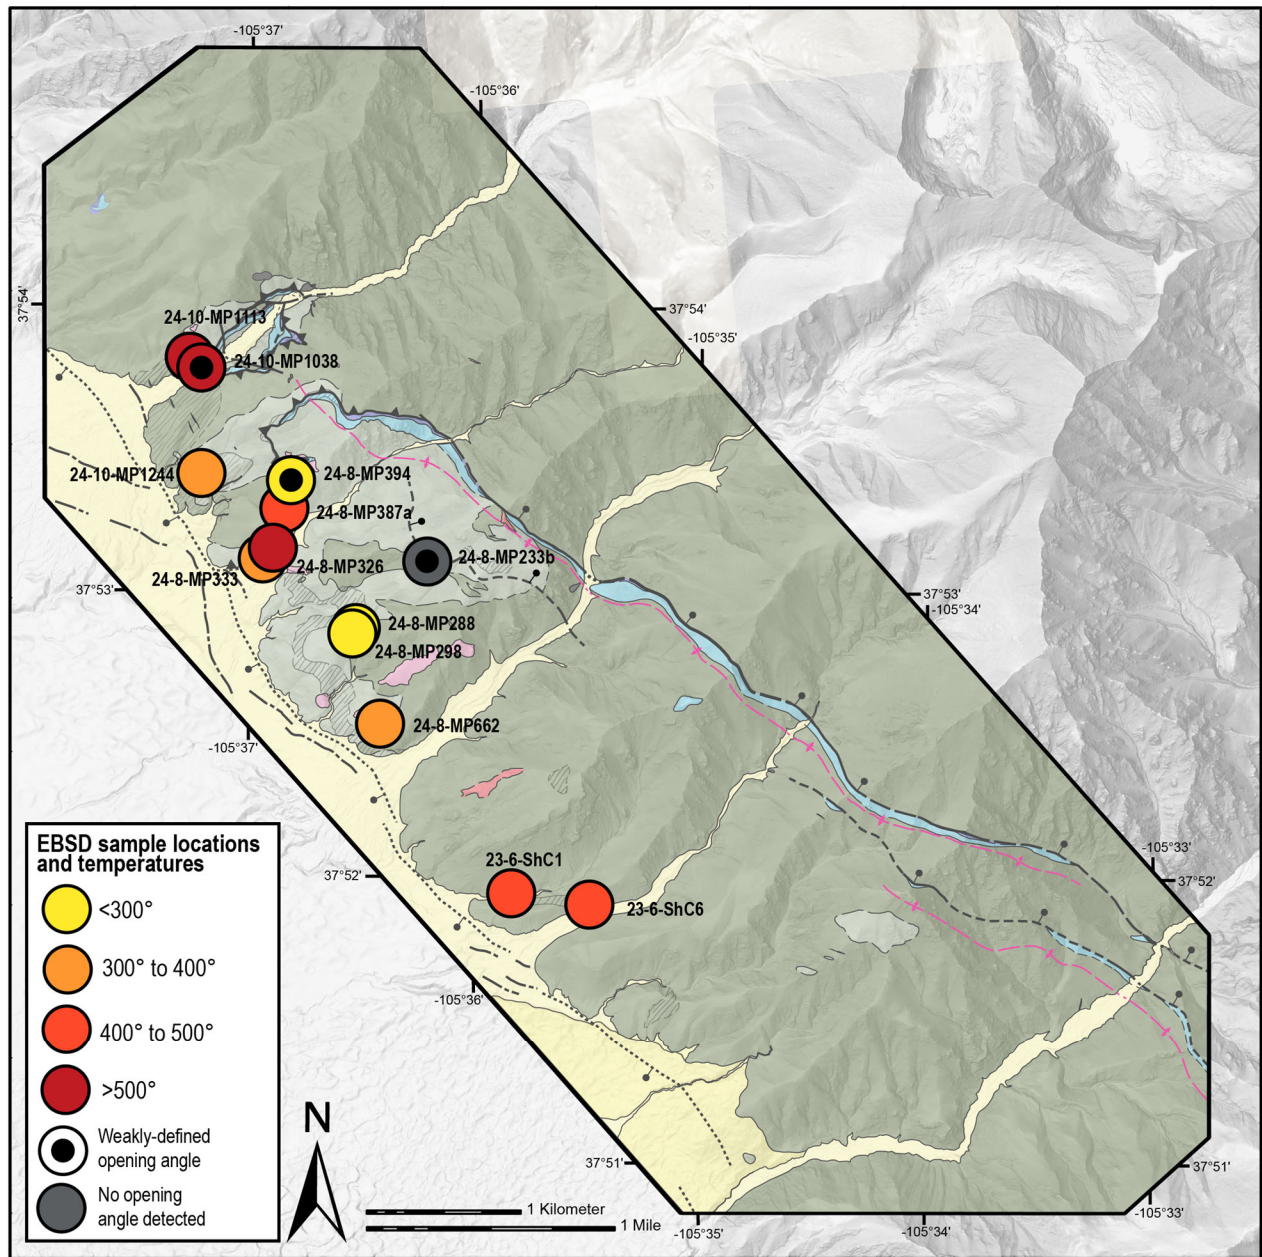 -105°37'
-105°36'
37°54'
37°54'
-105°35'
24-10-MP1113
24-10-MP1038
24-10-MP1244
24-8-MP394
24-8-MP387a
24-8-MP233b
24-8-MP326
24-8-MP333
37°53'
37°53'
-105°34'
24-8-MP288
24-8-MP298
24-8-MP662
-105°37'
EBSD sample locations
and temperatures
<300°
300° to 400°
400° to 500°
>500°
Weakly-defined
opening angle
No opening
angle detected
37°52'
23-6-ShC1
23-6-ShC6
-105°33'
37°52'
-105°36'
N
1 Kilometer
1 Mile
37°51'
37°51'
-105°35'
-105°34'
-105°33'